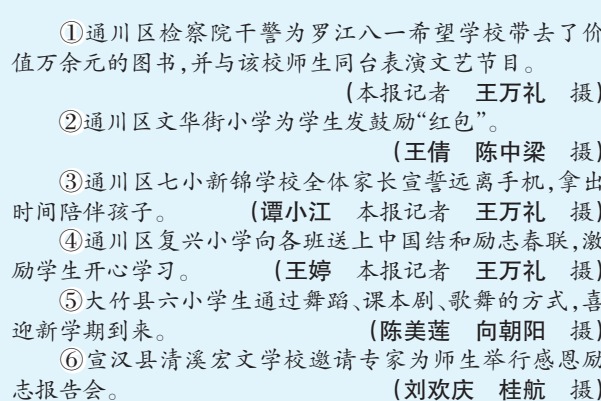 ①通川区检察院干警为罗江八一希望学校带去了价
值万余元的图书,并与该校师生同台表演文艺节目。
(本报记者 王万礼 摄)
②通川区文华街小学为学生发鼓励“红包”。
(王倩 陈中梁 摄)
③通川区七小新锦学校全体家长宣誓远离手机,拿出
时间陪伴孩子。 (谭小江 本报记者 王万礼 摄)
④通川区复兴小学向各班送上中国结和励志春联,激
励学生开心学习。 (王婷 本报记者 王万礼 摄)
⑤大竹县六小学生通过舞蹈、课本剧、歌舞的方式,喜
迎新学期到来。 (陈美莲 向朝阳 摄)
⑥宣汉县清溪宏文学校邀请专家为师生举行感恩励
志报告会。 (刘欢庆 桂航 摄)